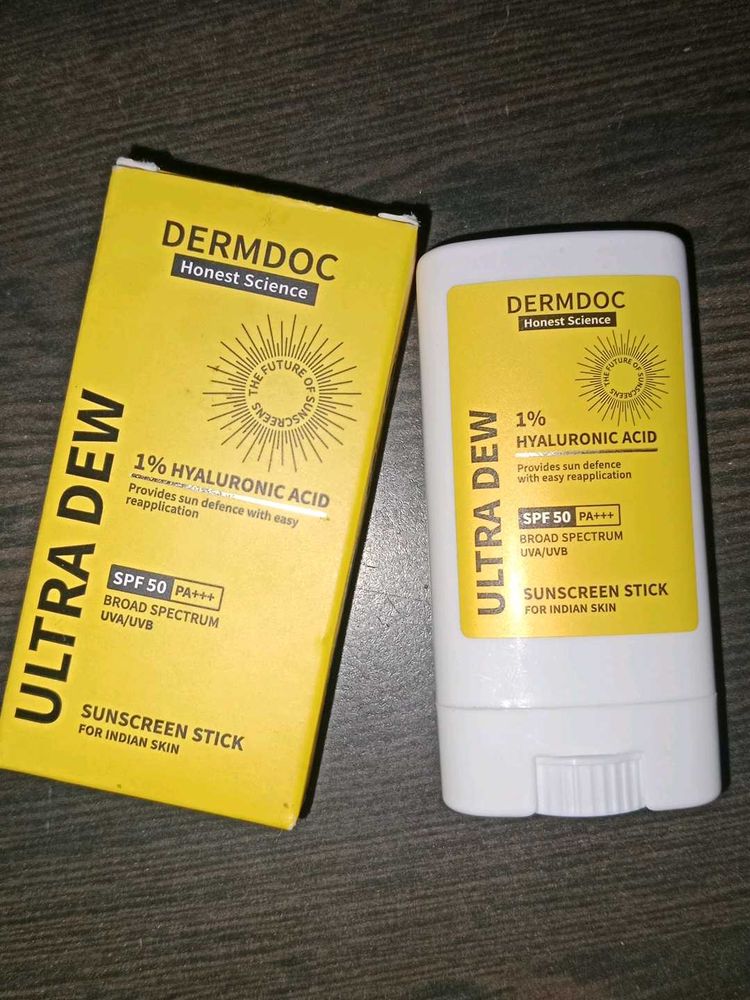 DERMDOC
Honest Science
THE FUTURE OF SUNSCREENS
ULTRA DEW
1% HYALURONIC ACID
Provides sun defence with easy
reapplication
SPF 50 PA+++
BROAD SPECTRUM
UVA/UVB
SUNSCREEN STICK
FOR INDIAN SKIN
DERMDOC
Honest Science
THE FUTURE OF SUNSCREENS
ULTRA DEW
1%
HYALURONIC ACID
Provides sun defence
with easy reapplication
SPF 50 PA+++
BROAD SPECTRUM
UVA/UVB
SUNSCREEN STICK
FOR INDIAN SKIN